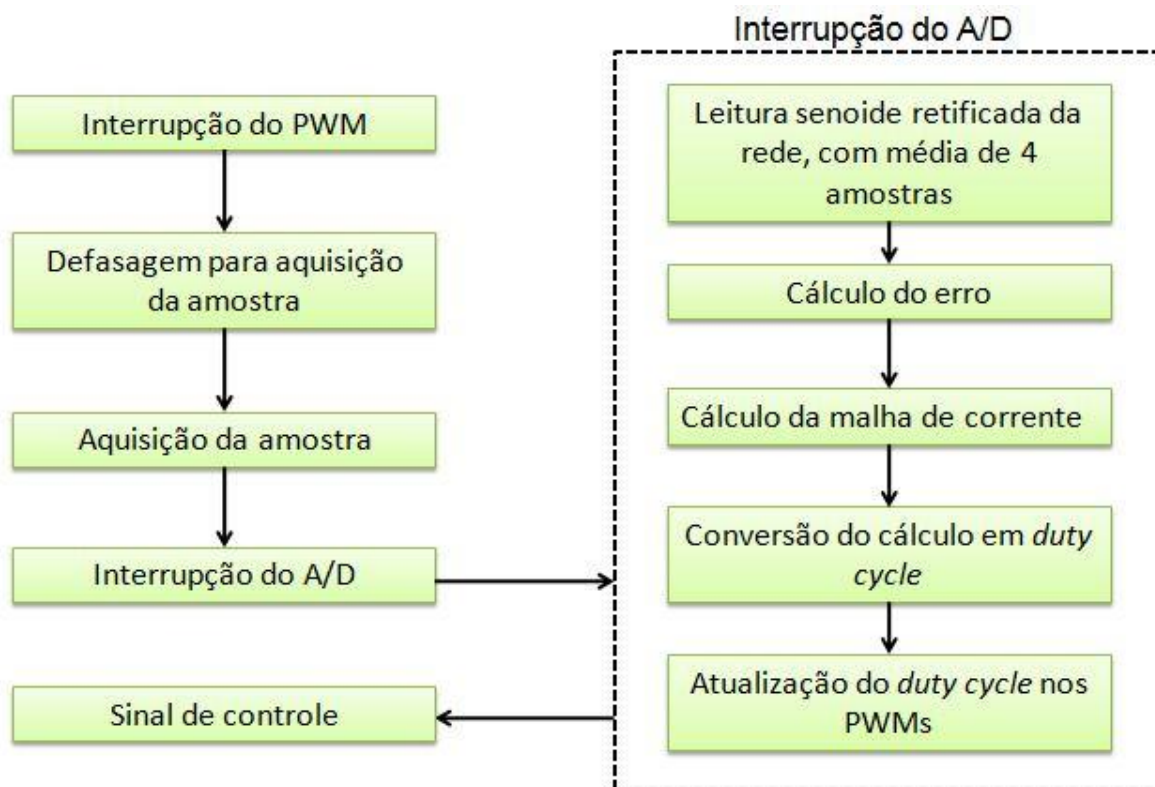 Interrupção do PWM
Defasagem para aquisição
da amostra
Aquisição da amostra
Interrupção do A/D
Sinal de controle
Interrupção do A/D
Leitura senoide retificada da
rede, com média de 4
amostras
Cálculo do erro
Cálculo da malha de corrente
Conversão do cálculo em duty
cycle
Atualização do duty cycle nos
PWMs